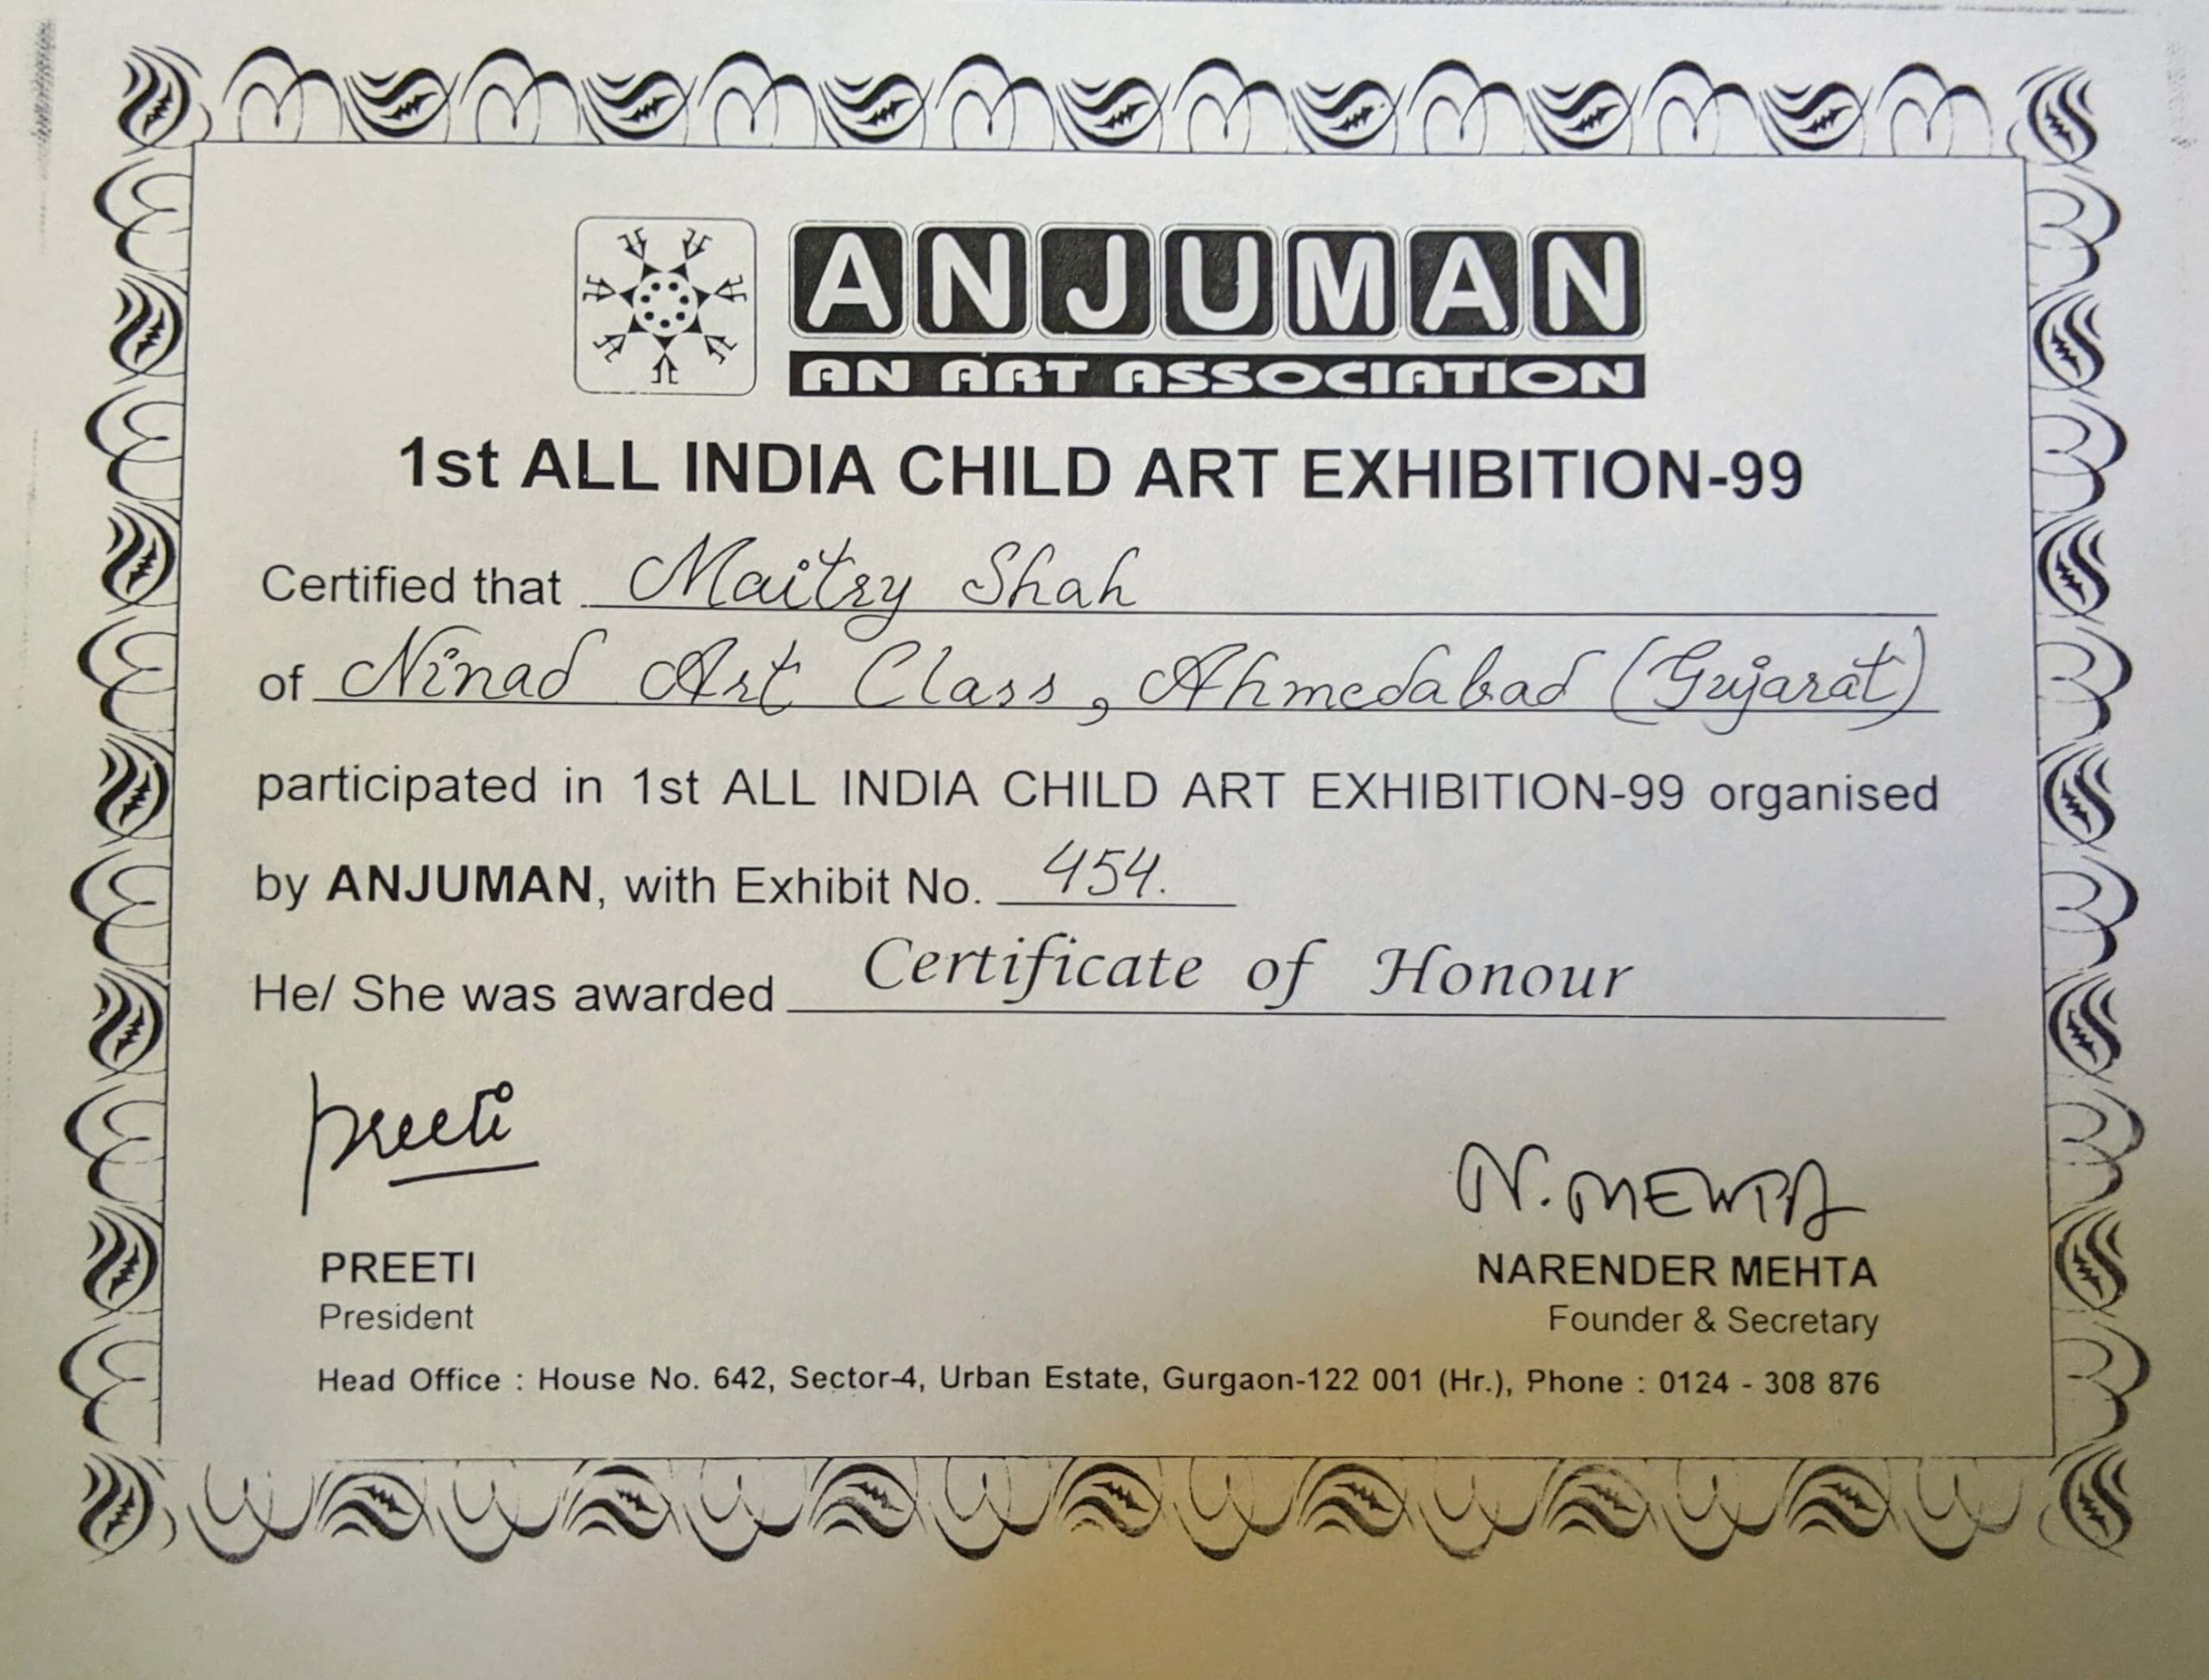 ANJUMAN
AN ART ASSOCIATION
1st ALL INDIA CHILD ART EXHIBITION-99
Certified that Maitry Shah
of Ninad Art Class, Ahmedabad (Gujarat)
participated in 1st ALL INDIA CHILD ART EXHIBITION-99 organised
by ANJUMAN, with Exhibit No. 454.
He/ She was awarded Certificate of Honour
Preeti
N. MEHTA
PREETI
NARENDER MEHTA
President
Founder & Secretary
Head Office : House No. 642, Sector-4, Urban Estate, Gurgaon-122 001 (Hr.), Phone : 0124 - 308 876